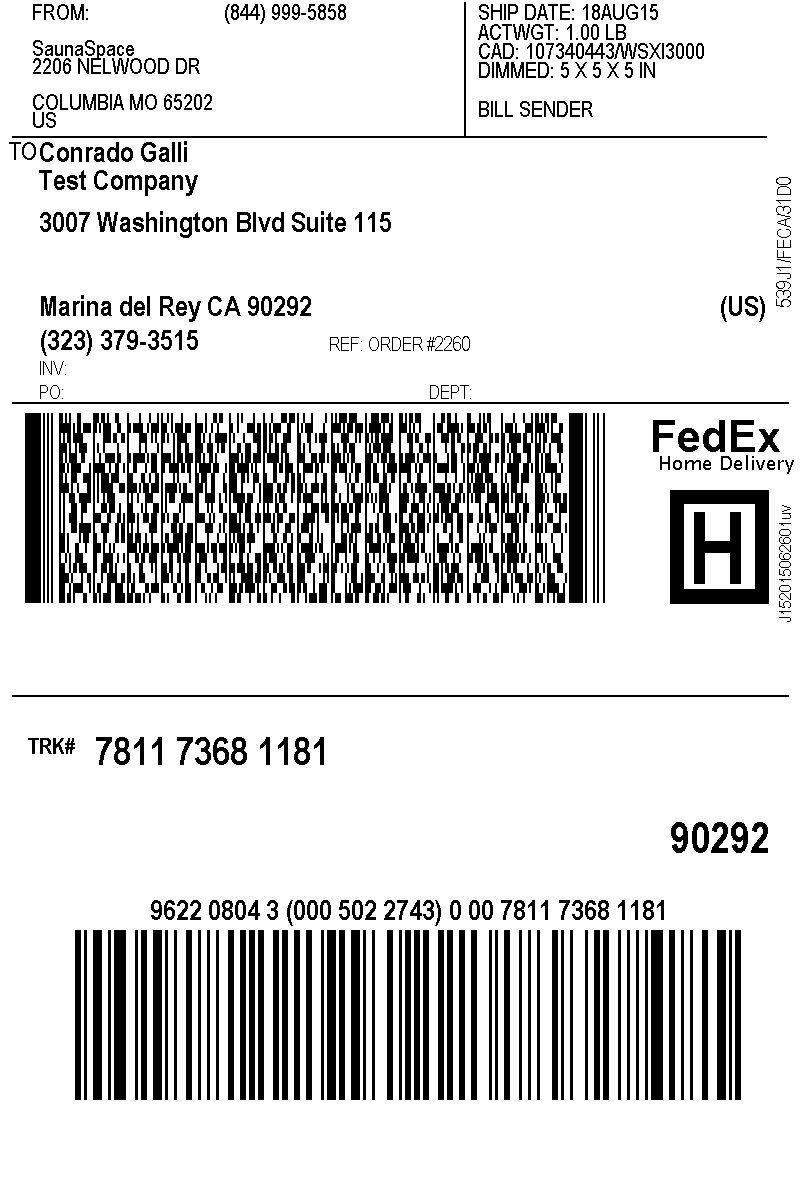 FROM: (844) 999-5858
SaunaSpace
2206 NELWOOD DR
COLUMBIA MO 65202
US
SHIP DATE: 18AUG15
ACTWGT: 1.00 LB
CAD: 107340443/WSXI3000
DIMMED: 5 X 5 X 5 IN
BILL SENDER
TO Conrado Galli
Test Company
3007 Washington Blvd Suite 115
Marina del Rey CA 90292 (US)
(323) 379-3515 REF: ORDER #2260
INV:
PO: DEPT:
539J1/FECA/31D0
FedEx
Home Delivery
H
J152015062601uv
TRK# 7811 7368 1181
90292
9622 0804 3 (000 502 2743) 0 00 7811 7368 1181